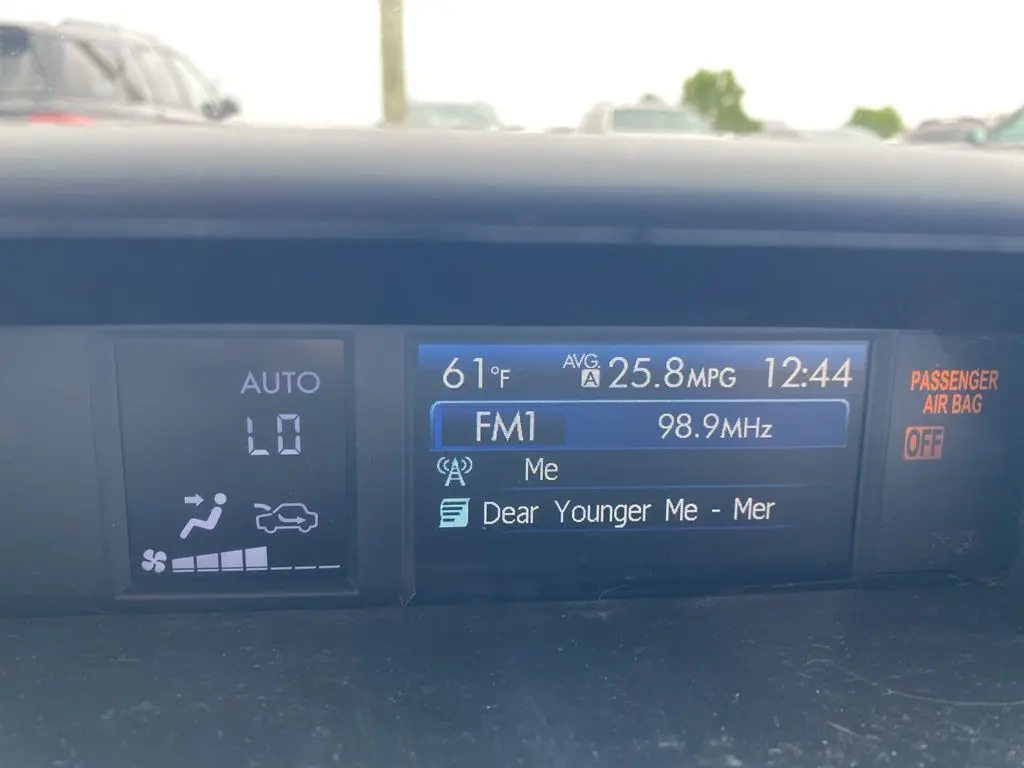 AUTO
LO
61°F AVG. A 25.8MPG 12:44
FM1 98.9MHz
Me
Dear Younger Me - Mer
PASSENGER
AIR BAG
OFF